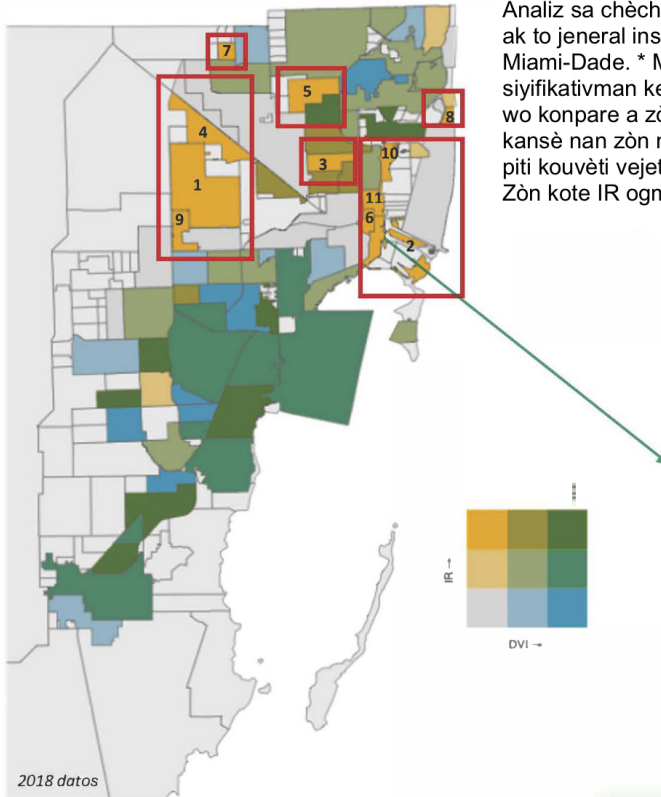 Analiz sa chèch
ak to jeneral ins
Miami-Dade. * M
siyifikativman ke
wo konpare a zò
kansè nan zòn n
piti kouvèti vejet
Zòn kote IR ogn
7
5
8
4
3
10
1
11
9
6
2
IR →
DVI →
2018 datos